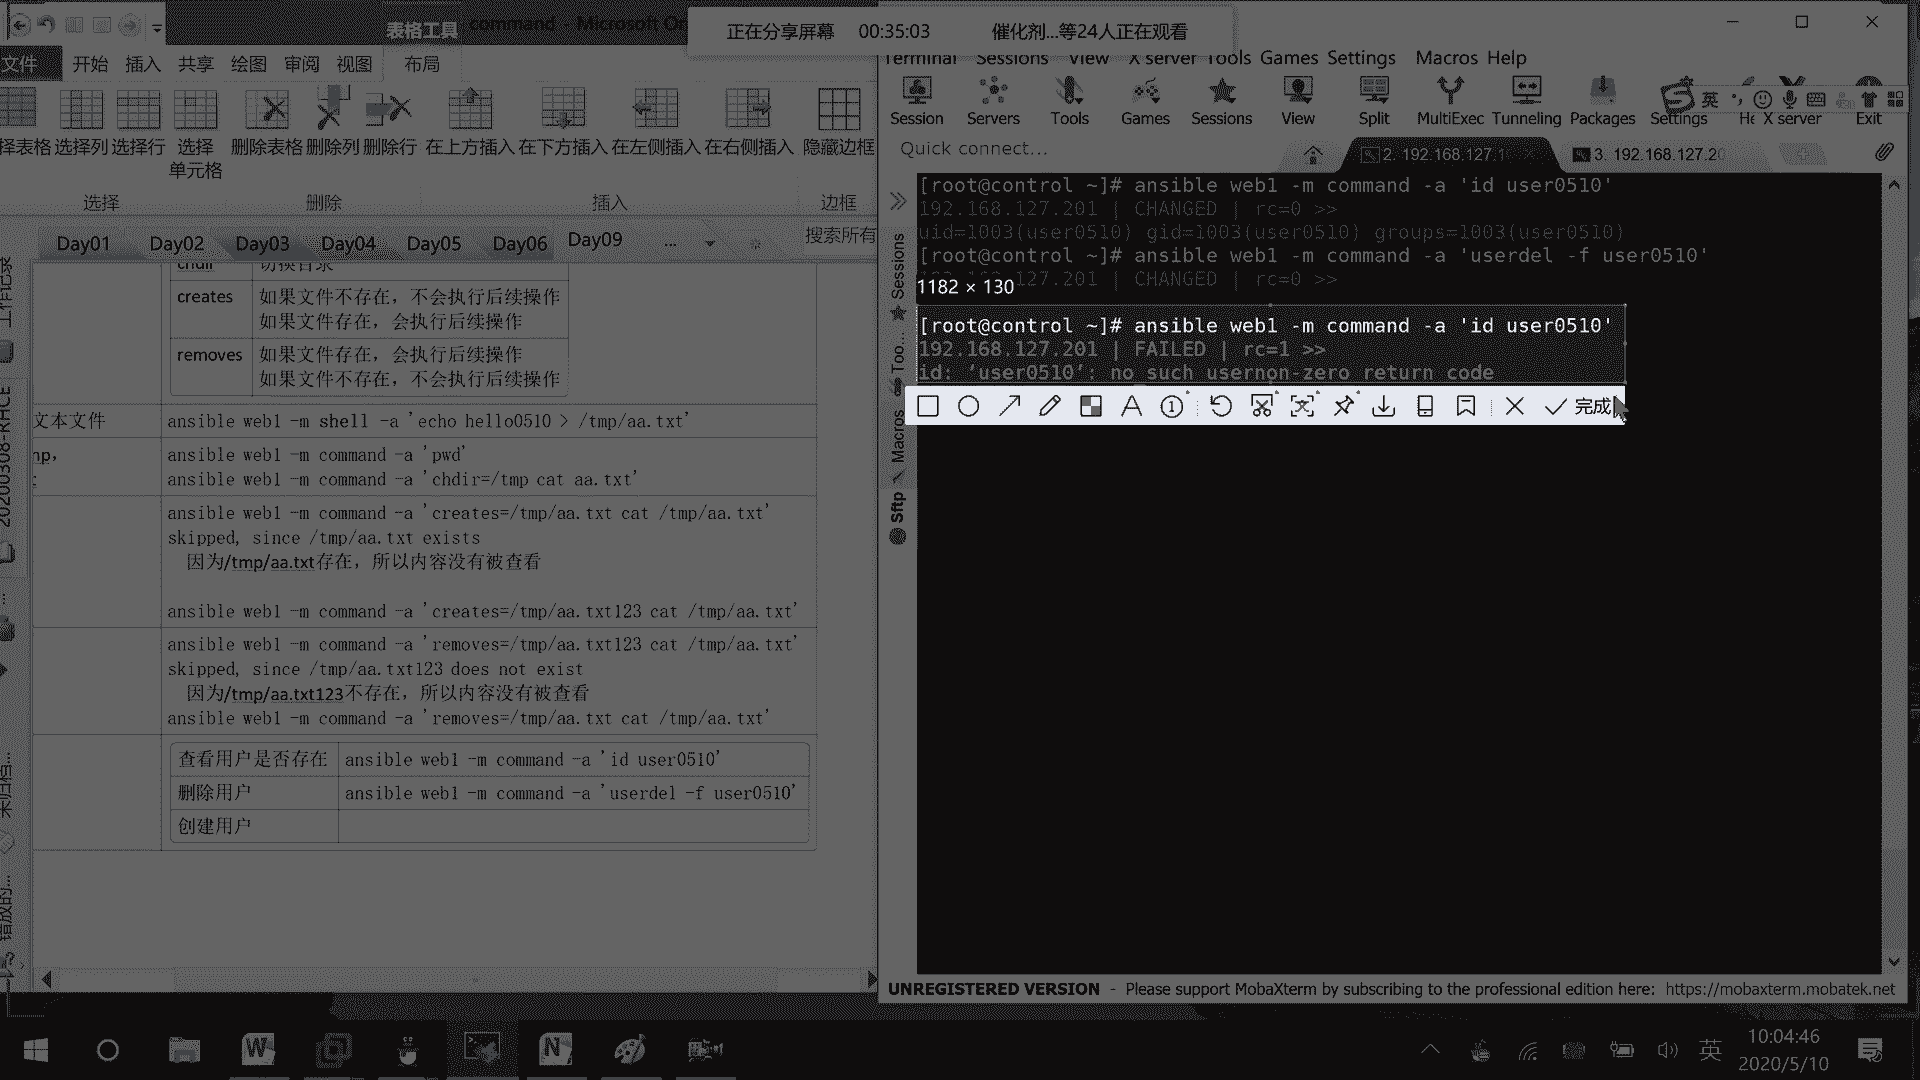 表格工具
command - Microsoft On
正在分享屏幕 00:35:03 催化剂...等24人正在观看
文件 开始 插入 共享 绘图 审阅 视图 布局
择表格 选择列 选择行 选择单元格 删除表格 删除列 删除行 在上方插入 在下方插入 在左侧插入 在右侧插入 隐藏边框
选择 删除 插入 边框
Day01 Day02 Day03 Day04 Day05 Day06 Day09 ... 搜索所有
工作记录
20200308-RHCE
chdir 切换目录
creates 如果文件不存在，不会执行后续操作
如果文件存在，会执行后续操作
removes 如果文件存在，会执行后续操作
如果文件不存在，不会执行后续操作
文本文件 ansible web1 -m shell -a 'echo hello0510 > /tmp/aa.txt'
mp， ansible web1 -m command -a 'pwd'
ansible web1 -m command -a 'chdir=/tmp cat aa.txt'
ansible web1 -m command -a 'creates=/tmp/aa.txt cat /tmp/aa.txt'
skipped, since /tmp/aa.txt exists
因为/tmp/aa.txt存在，所以内容没有被查看
ansible web1 -m command -a 'creates=/tmp/aa.txt123 cat /tmp/aa.txt'
ansible web1 -m command -a 'removes=/tmp/aa.txt123 cat /tmp/aa.txt'
skipped, since /tmp/aa.txt123 does not exist
因为/tmp/aa.txt123不存在，所以内容没有被查看
ansible web1 -m command -a 'removes=/tmp/aa.txt cat /tmp/aa.txt'
查看用户是否存在 ansible web1 -m command -a 'id user0510'
删除用户 ansible web1 -m command -a 'userdel -f user0510'
创建用户
Terminal Sessions View X server Tools Games Settings Macros Help
Session Servers Tools Games Sessions View Split MultiExec Tunneling Packages Settings He X server Exit
英
Quick connect...
2. 192.168.127.1
3. 192.168.127.20
Sessions
Too...
Macros
Sftp
[root@control ~]# ansible web1 -m command -a 'id user0510'
192.168.127.201 | CHANGED | rc=0 >>
uid=1003(user0510) gid=1003(user0510) groups=1003(user0510)
[root@control ~]# ansible web1 -m command -a 'userdel -f user0510'
192.168.127.201 | CHANGED | rc=0 >>
1182 × 130
[root@control ~]# ansible web1 -m command -a 'id user0510'
192.168.127.201 | FAILED | rc=1 >>
id: ‘user0510’: no such usernon-zero return code
完成
UNREGISTERED VERSION - Please support MobaXterm by subscribing to the professional edition here: https://mobaxterm.mobatek.net
英
10:04:46
2020/5/10